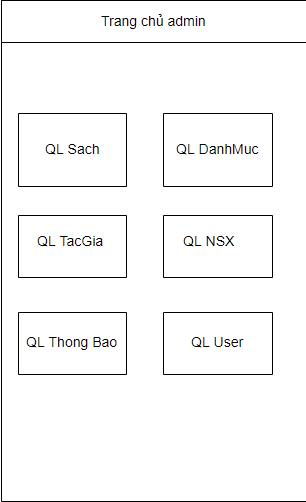 Trang chủ admin
QL Sach
QL DanhMuc
QL TacGia
QL NSX
QL Thong Bao
QL User